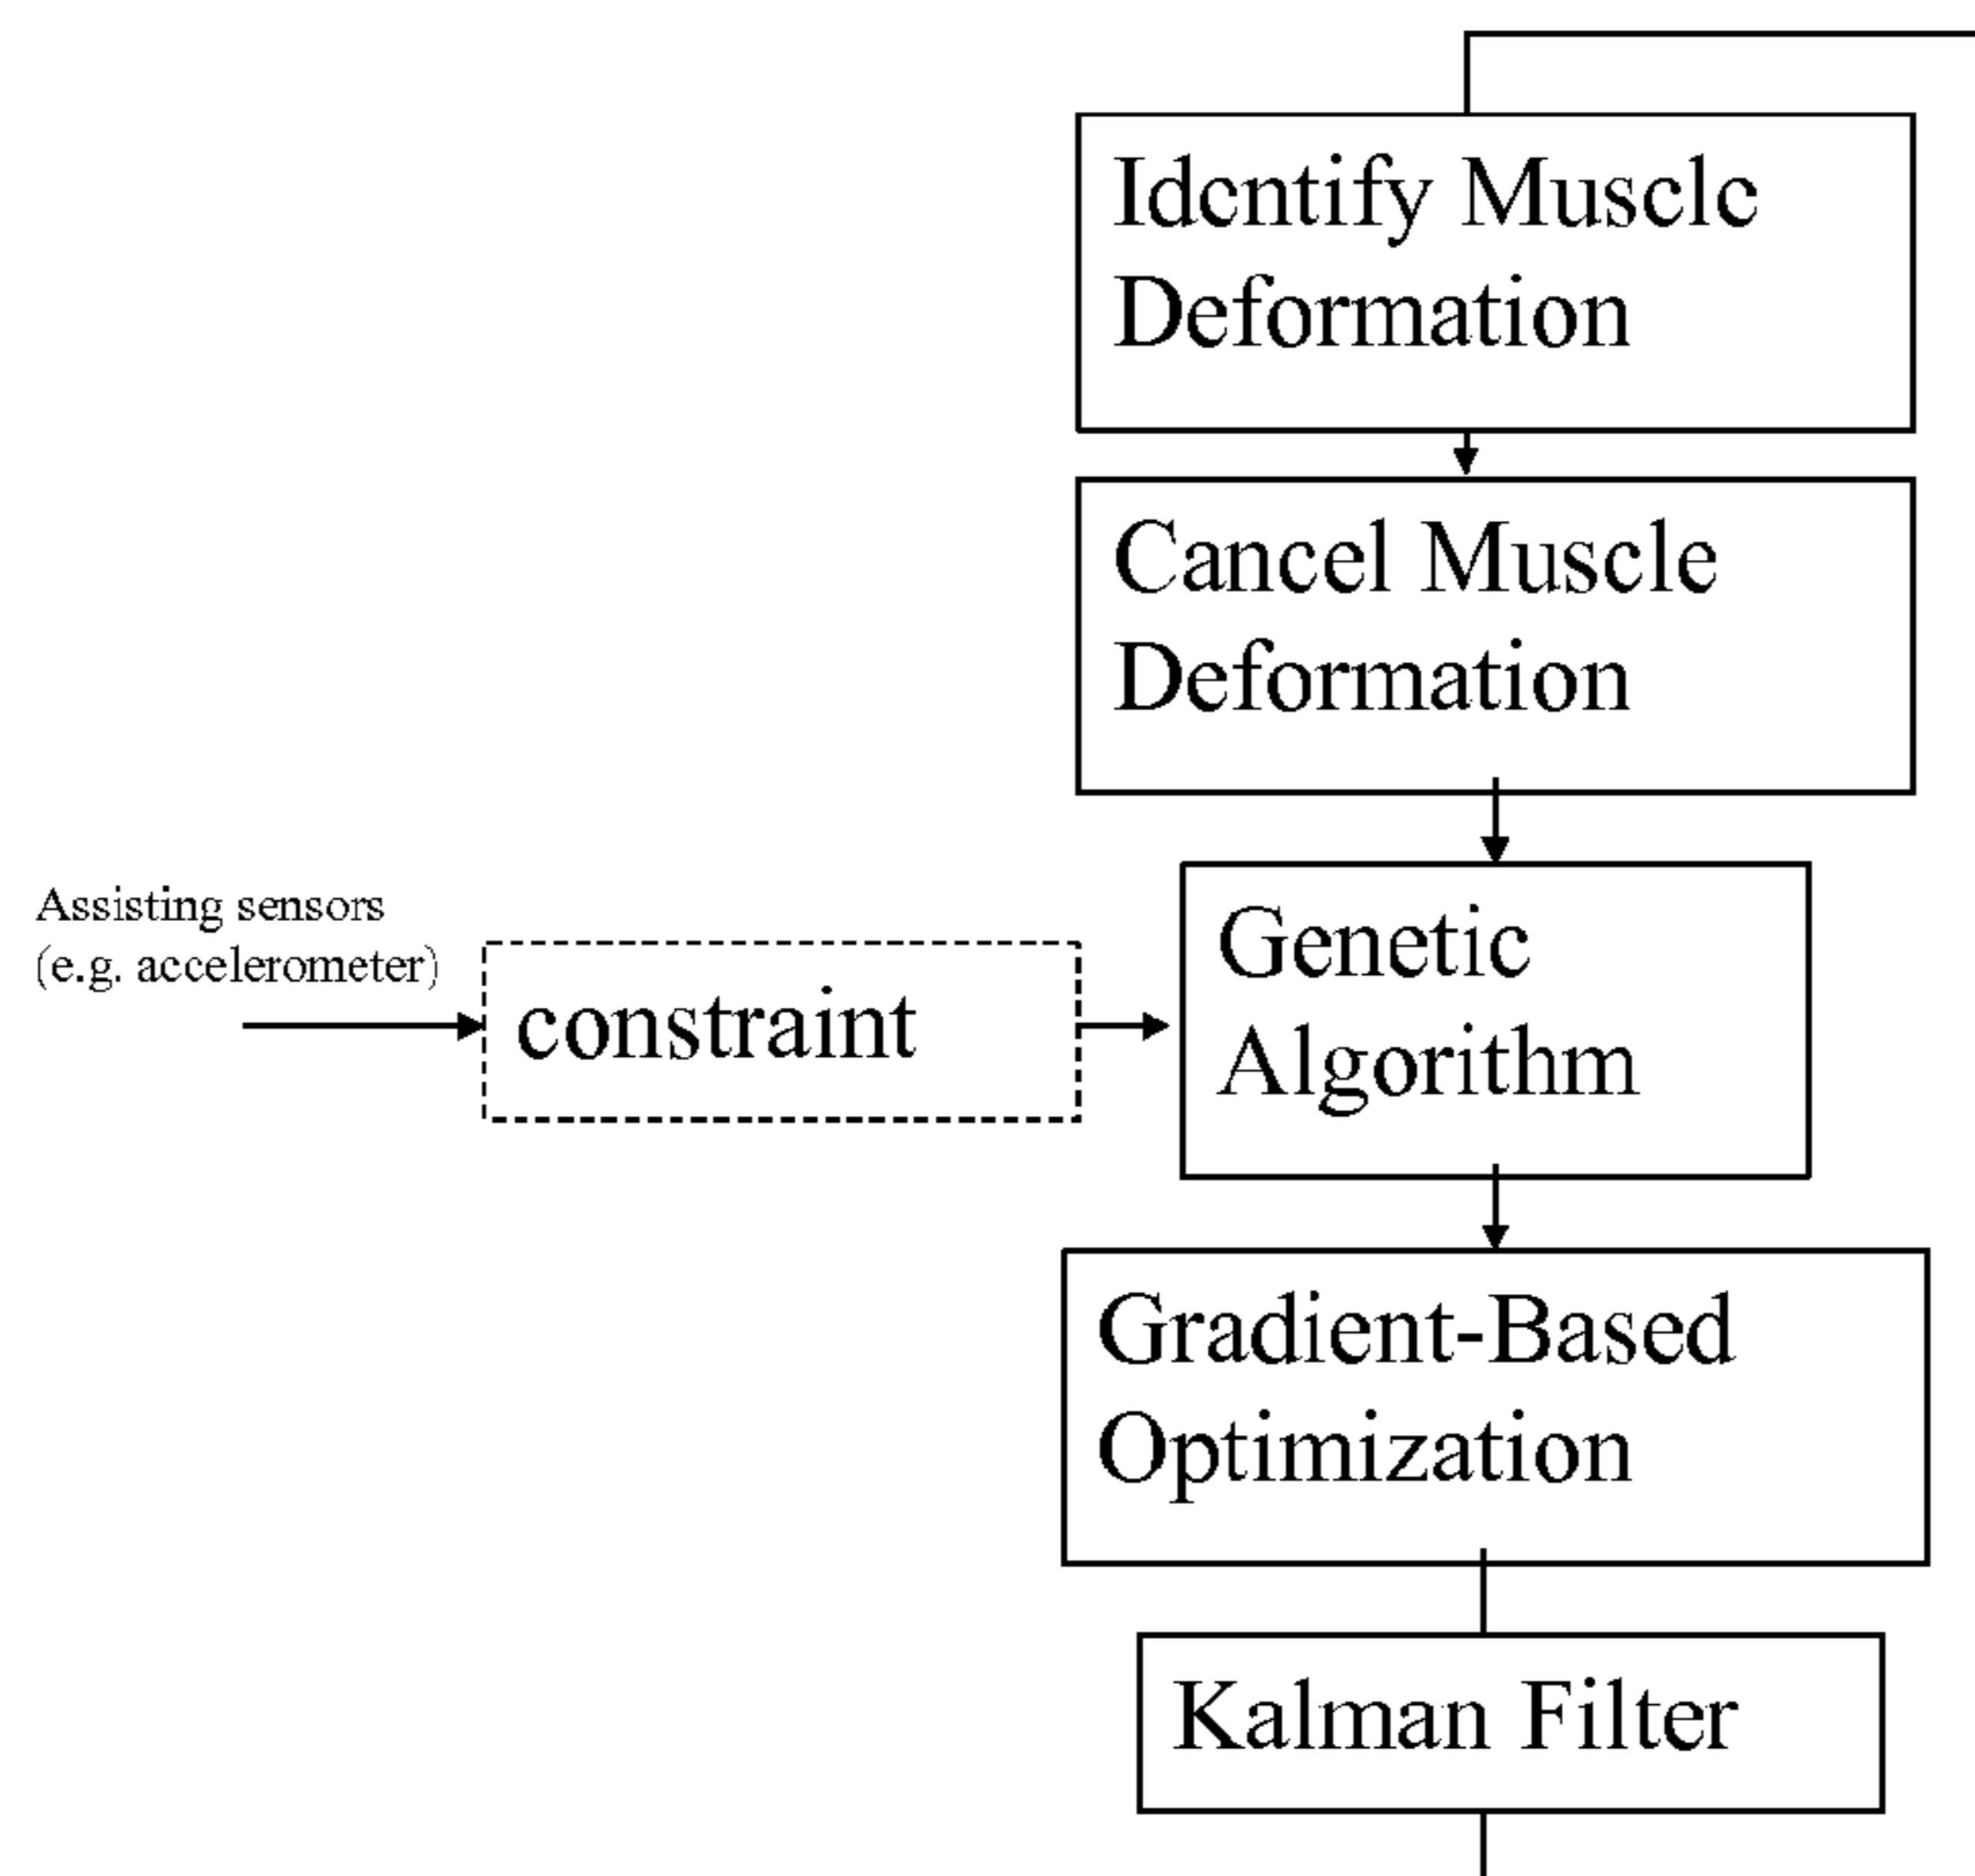 Identify Muscle
Deformation
Cancel Muscle
Deformation
Assisting sensors
(e.g. accelerometer)
constraint
Genetic
Algorithm
Gradient-Based
Optimization
Kalman Filter